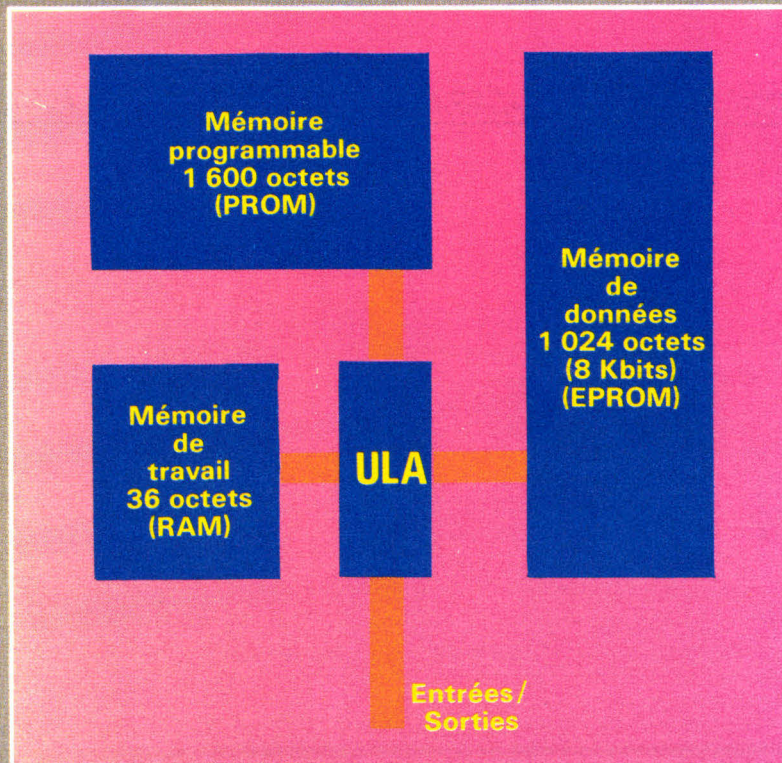 Mémoire
programmable
1 600 octets
(PROM)
Mémoire
de
données
1 024 octets
(8 Kbits)
(EPROM)
Mémoire
de
travail
36 octets
(RAM)
ULA
Entrées/
Sorties